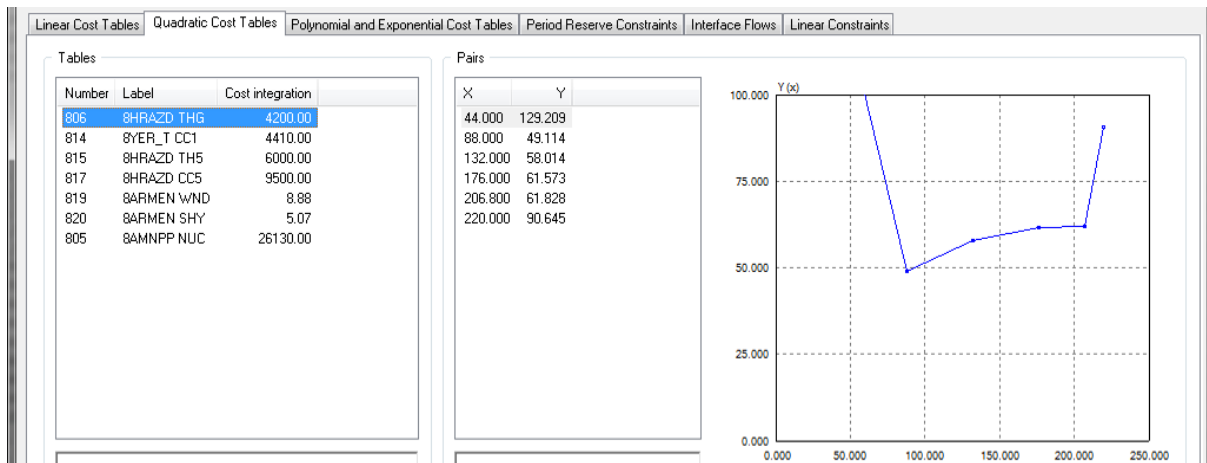 Linear Cost Tables Quadratic Cost Tables Polynomial and Exponential Cost Tables Period Reserve Constraints Interface Flows Linear Constraints
Tables
Number Label Cost integration
806 8HRAZD THG 4200.00
814 8YER_T CC1 4410.00
815 8HRAZD TH5 6000.00
817 8HRAZD CC5 9500.00
819 8ARMEN WND 8.88
820 8ARMEN SHY 5.07
805 8AMNPP NUC 26130.00
Pairs
X Y
44.000 129.209
88.000 49.114
132.000 58.014
176.000 61.573
206.800 61.828
220.000 90.645
Y (x)
100.000
75.000
50.000
25.000
0.000
0.000 50.000 100.000 150.000 200.000 250.000